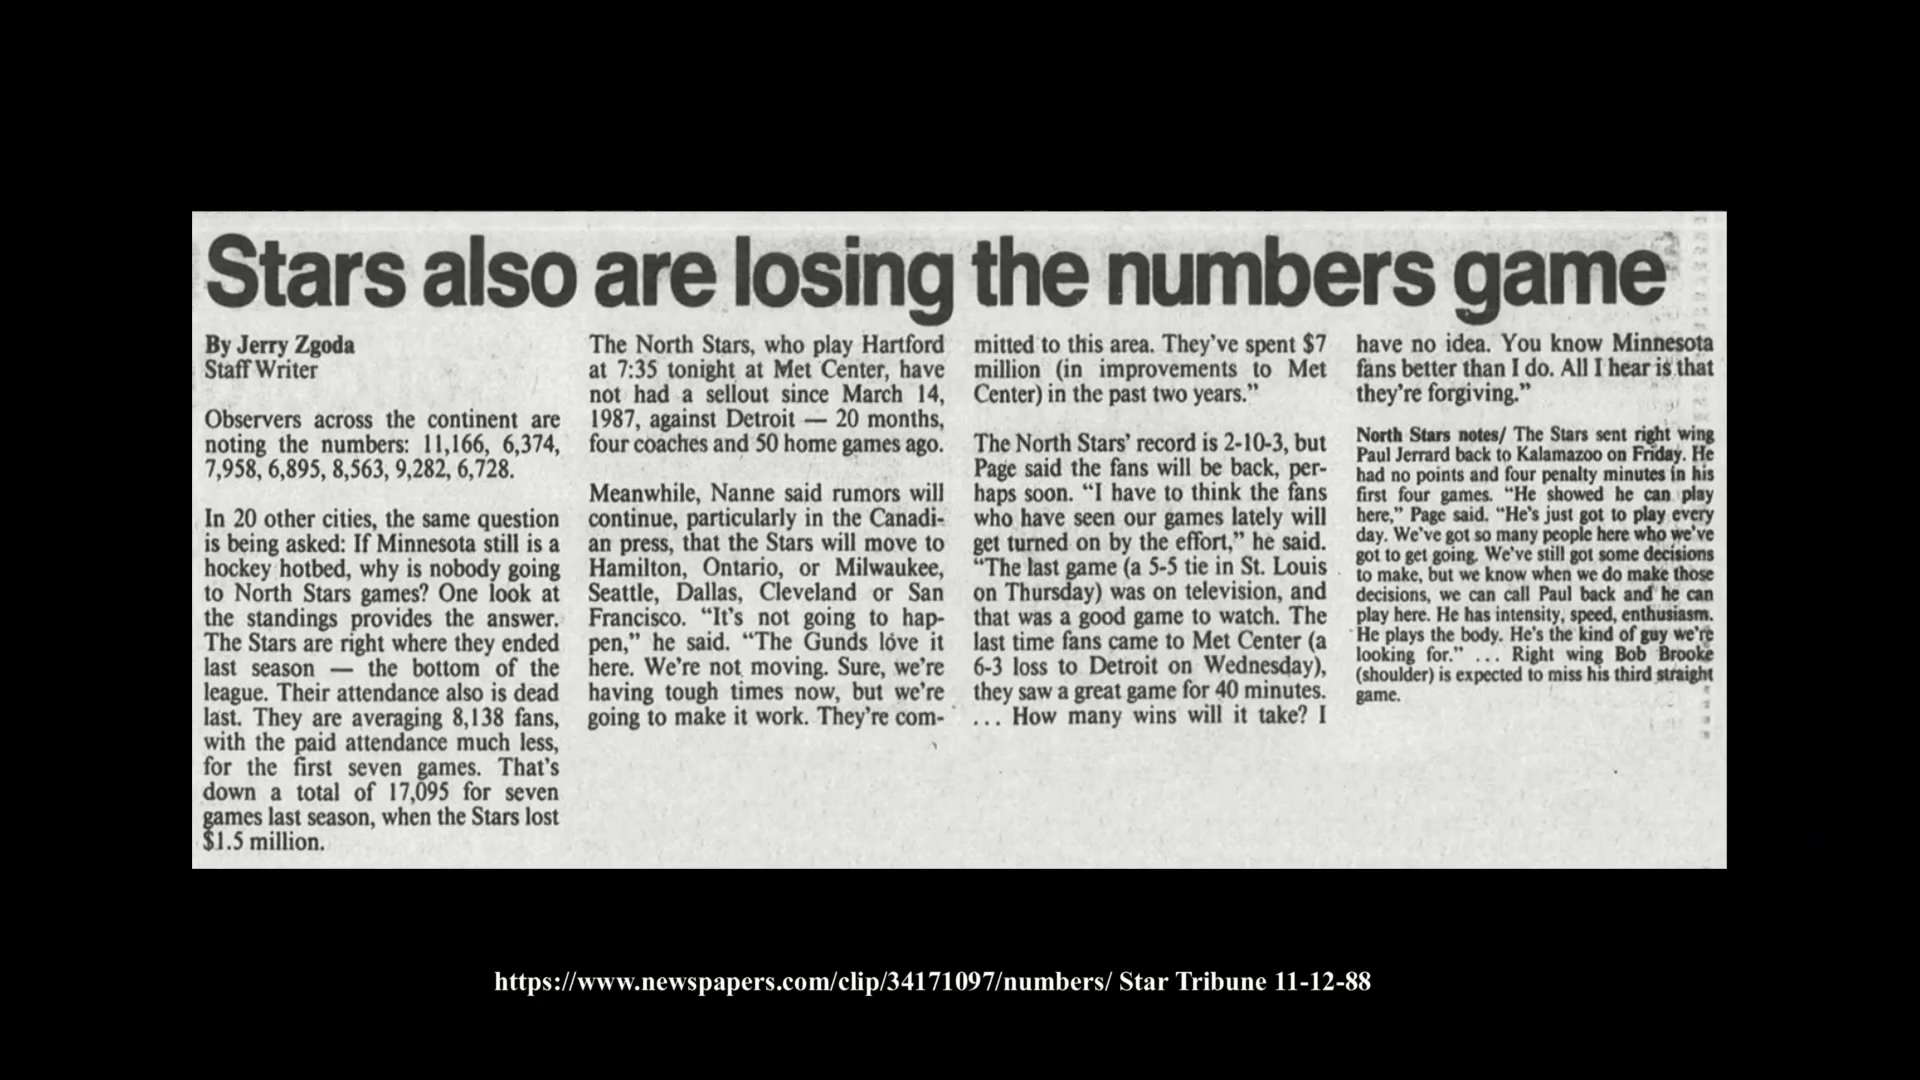 Stars also are losing the numbers game
By Jerry Zgoda
Staff Writer
Observers across the continent are
noting the numbers: 11,166, 6,374,
7,958, 6,895, 8,563, 9,282, 6,728.
In 20 other cities, the same question
is being asked: If Minnesota still is a
hockey hotbed, why is nobody going
to North Stars games? One look at
the standings provides the answer.
The Stars are right where they ended
last season — the bottom of the
league. Their attendance also is dead
last. They are averaging 8,138 fans,
with the paid attendance much less,
for the first seven games. That's
down a total of 17,095 for seven
games last season, when the Stars lost
$1.5 million.
The North Stars, who play Hartford
at 7:35 tonight at Met Center, have
not had a sellout since March 14,
1987, against Detroit — 20 months,
four coaches and 50 home games ago.
Meanwhile, Nanne said rumors will
continue, particularly in the Canadi-
an press, that the Stars will move to
Hamilton, Ontario, or Milwaukee,
Seattle, Dallas, Cleveland or San
Francisco. “It's not going to hap-
pen,” he said. “The Gunds love it
here. We're not moving. Sure, we're
having tough times now, but we're
going to make it work. They're com-
mitted to this area. They've spent $7
million (in improvements to Met
Center) in the past two years.”
The North Stars' record is 2-10-3, but
Page said the fans will be back, per-
haps soon. “I have to think the fans
who have seen our games lately will
get turned on by the effort,” he said.
“The last game (a 5-5 tie in St. Louis
on Thursday) was on television, and
that was a good game to watch. The
last time fans came to Met Center (a
6-3 loss to Detroit on Wednesday),
they saw a great game for 40 minutes.
... How many wins will it take? I
have no idea. You know Minnesota
fans better than I do. All I hear is that
they're forgiving.”
North Stars notes/ The Stars sent right wing
Paul Jerrard back to Kalamazoo on Friday. He
had no points and four penalty minutes in his
first four games. “He showed he can play
here,” Page said. “He's just got to play every
day. We've got so many people here who we've
got to get going. We've still got some decisions
to make, but we know when we do make those
decisions, we can call Paul back and he can
play here. He has intensity, speed, enthusiasm.
He plays the body. He's the kind of guy we're
looking for.” ... Right wing Bob Brooke
(shoulder) is expected to miss his third straight
game.
https://www.newspapers.com/clip/34171097/numbers/ Star Tribune 11-12-88